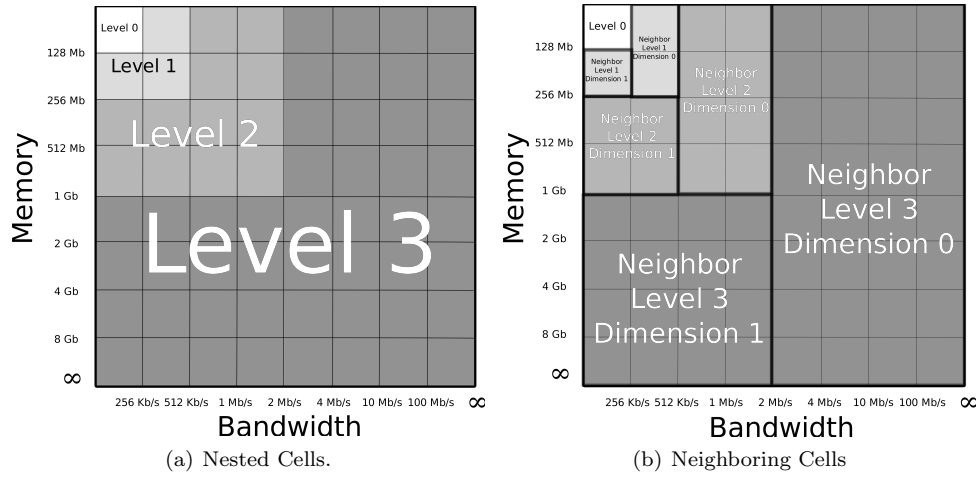 Level 0
128 Mb
Level 1
256 Mb
Level 2
512 Mb
1 Gb
Level 3
2 Gb
4 Gb
8 Gb
∞
Memory
256 Kb/s 512 Kb/s 1 Mb/s 2 Mb/s 4 Mb/s 10 Mb/s 100 Mb/s ∞
Bandwidth
(a) Nested Cells.
Level 0
Neighbor
Level 1
Dimension 0
128 Mb
Neighbor
Level 1
Dimension 1
Neighbor
Level 2
Dimension 0
256 Mb
Neighbor
Level 2
Dimension 1
512 Mb
1 Gb
Neighbor
Level 3
Dimension 0
2 Gb
Neighbor
Level 3
Dimension 1
4 Gb
8 Gb
∞
Memory
256 Kb/s 512 Kb/s 1 Mb/s 2 Mb/s 4 Mb/s 10 Mb/s 100 Mb/s ∞
Bandwidth
(b) Neighboring Cells